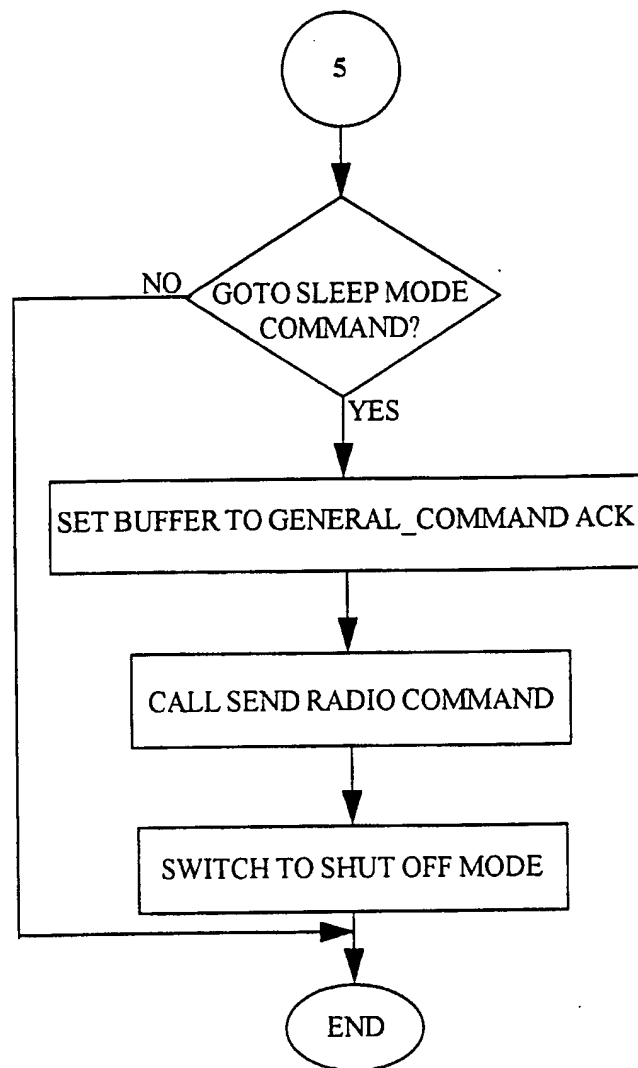 5
GOTO SLEEP MODE
COMMAND?
NO
YES
SET BUFFER TO GENERAL_COMMAND ACK
CALL SEND RADIO COMMAND
SWITCH TO SHUT OFF MODE
END